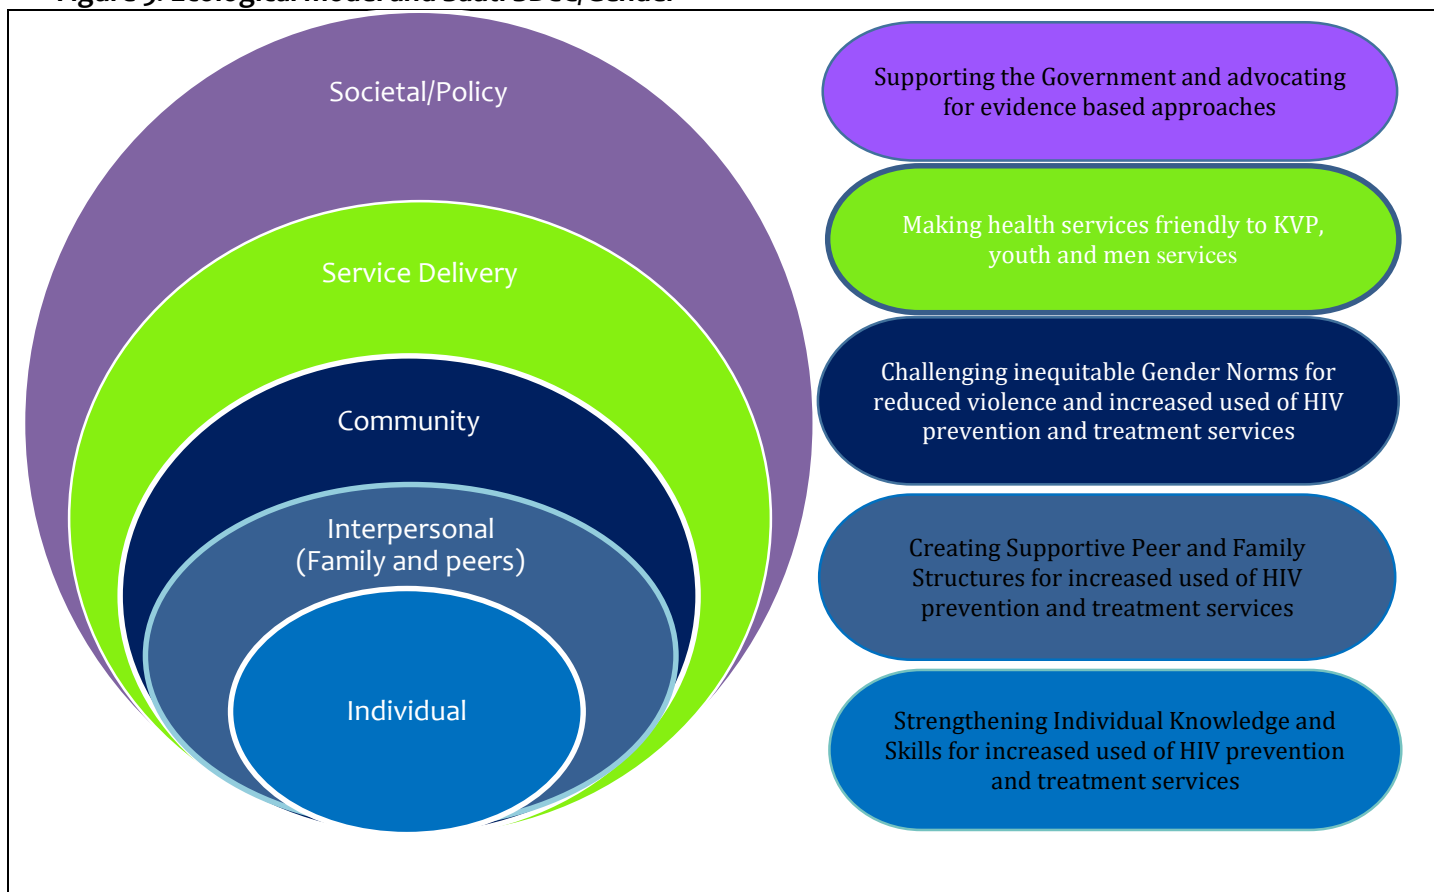 Societal/Policy
Service Delivery
Community
Interpersonal
(Family and peers)
Individual
Supporting the Government and advocating
for evidence based approaches
Making health services friendly to KVP,
youth and men services
Challenging inequitable Gender Norms for
reduced violence and increased used of HIV
prevention and treatment services
Creating Supportive Peer and Family
Structures for increased used of HIV
prevention and treatment services
Strengthening Individual Knowledge and
Skills for increased used of HIV prevention
and treatment services